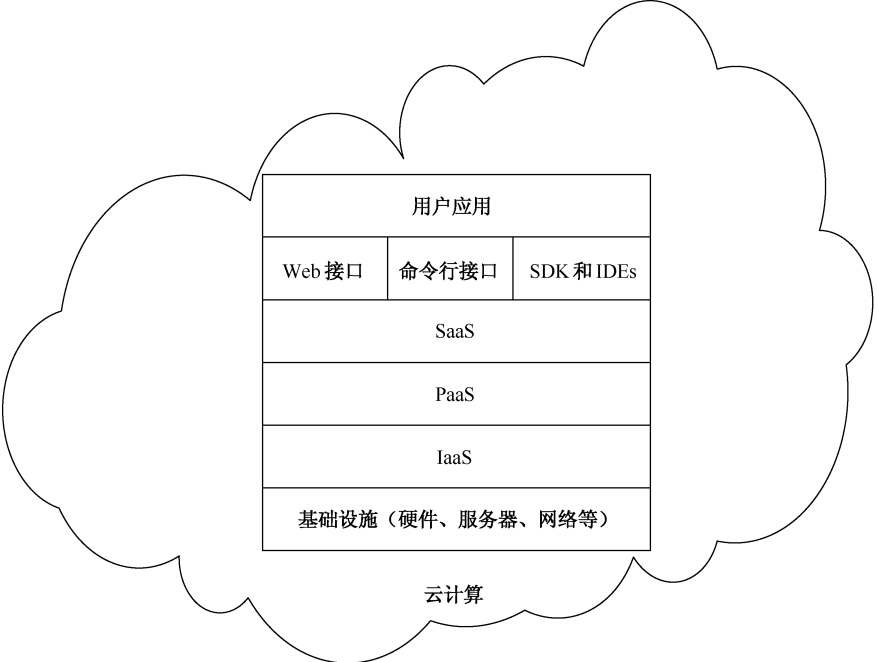 用户应用
Web 接口 命令行接口 SDK 和 IDEs
SaaS
PaaS
IaaS
基础设施（硬件、服务器、网络等）
云计算